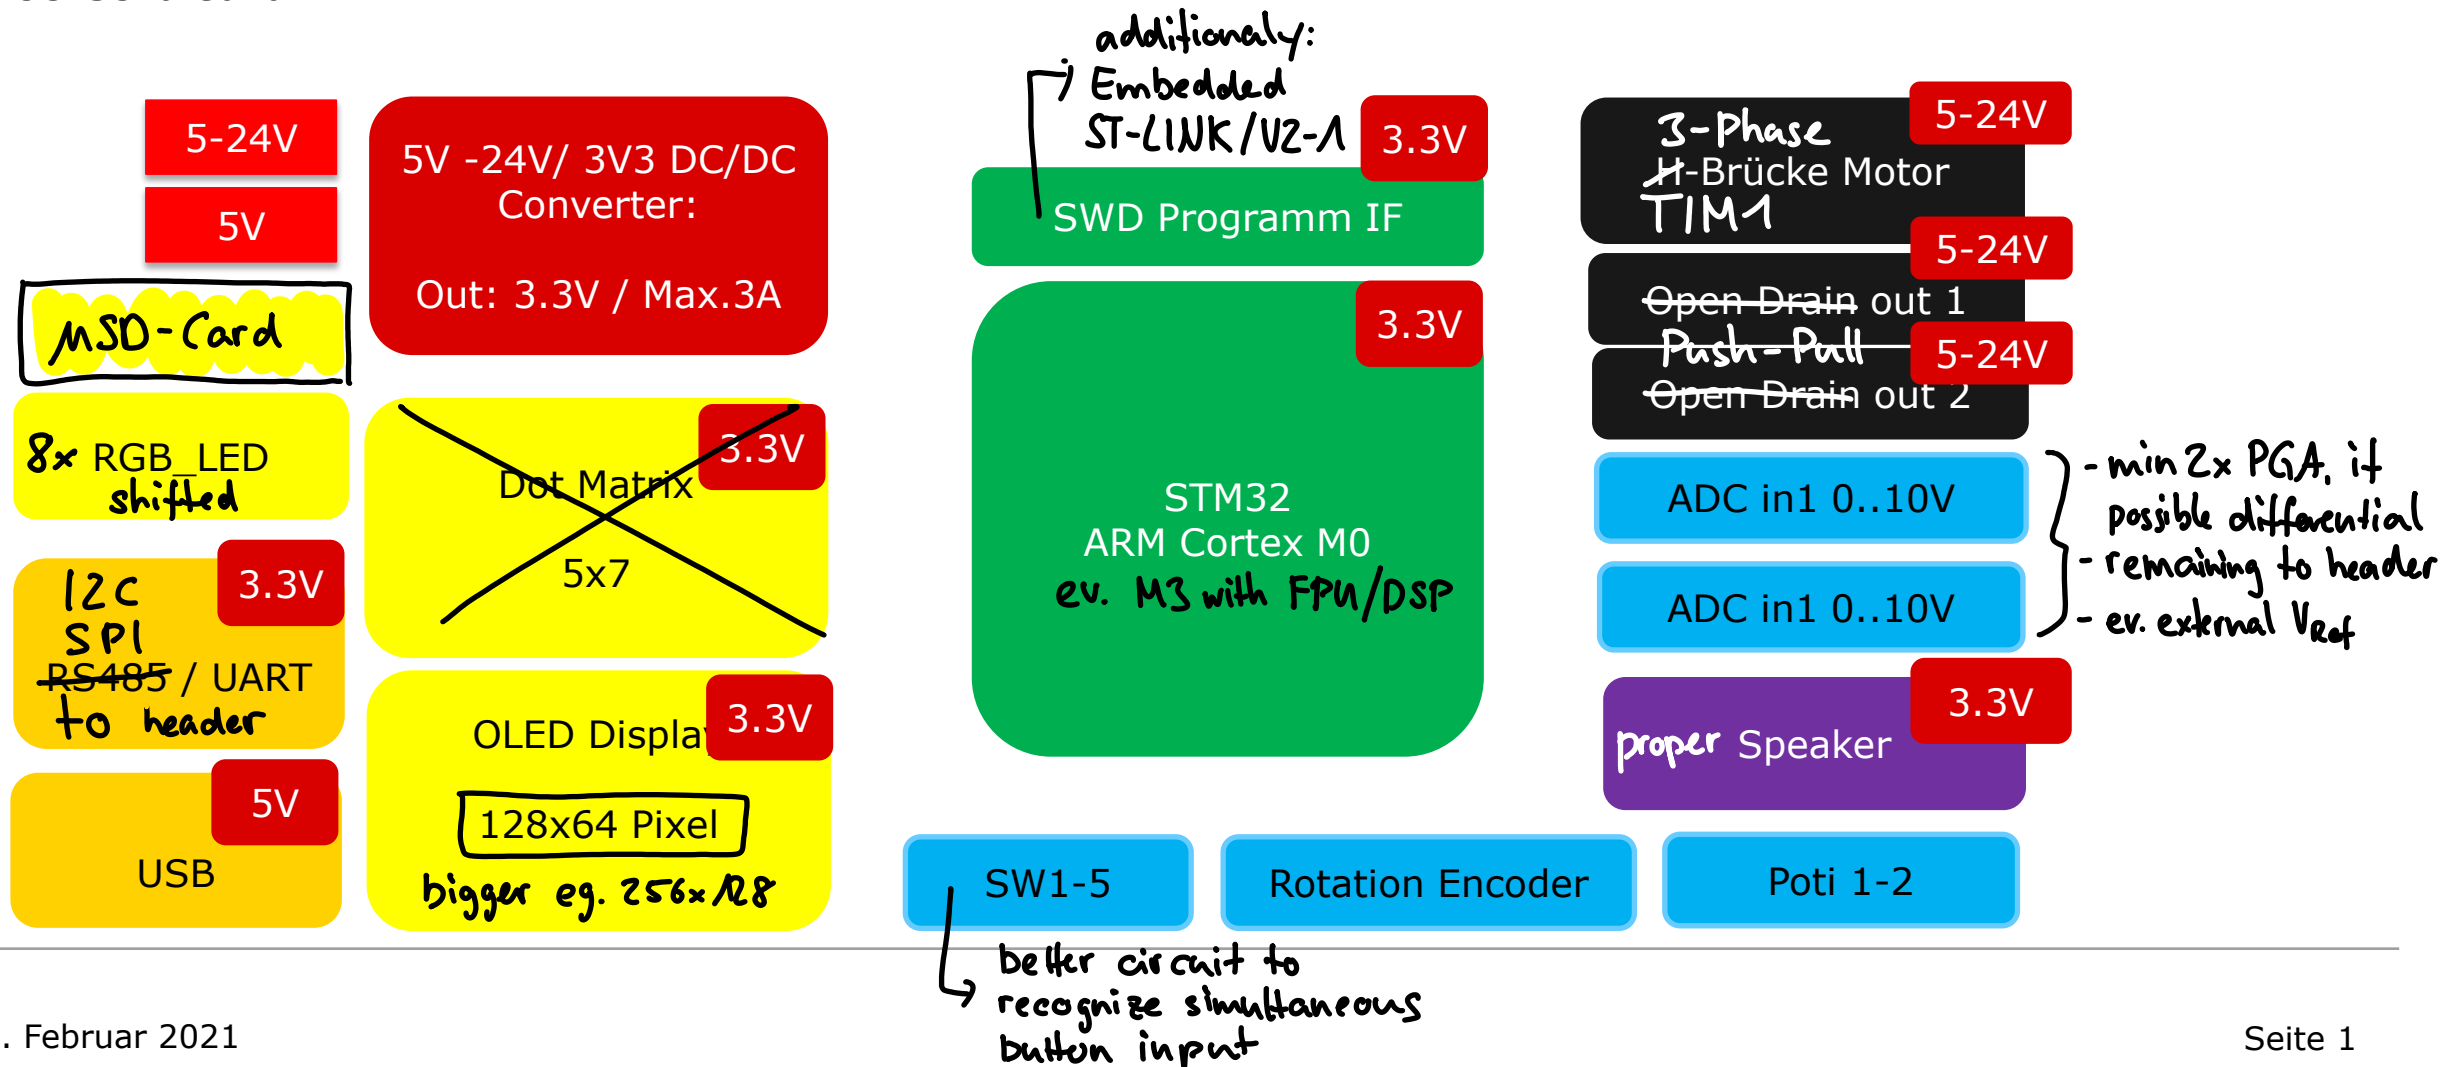 additionaly:
Embedded
ST-LINK/V2-1
5-24V
5V
5V -24V/ 3V3 DC/DC
Converter:
Out: 3.3V / Max.3A
3.3V
SWD Programm IF
5-24V
3-Phase
H-Brücke Motor
TIM1
5-24V
Open Drain out 1
Push-Pull
5-24V
Open Drain out 2
µSD-Card
8x RGB_LED
shifted
3.3V
Dot Matrix
5x7
3.3V
STM32
ARM Cortex M0
ev. M3 with FPU/DSP
ADC in1 0..10V
ADC in1 0..10V
- min 2x PGA, if
possible differential
- remaining to header
- ev. external VRef
3.3V
I2C
SPI
RS485 / UART
to header
5V
USB
3.3V
OLED Display
128x64 Pixel
bigger eg. 256x128
3.3V
proper Speaker
SW1-5
Rotation Encoder
Poti 1-2
better circuit to
recognize simultaneous
button input
. Februar 2021
Seite 1